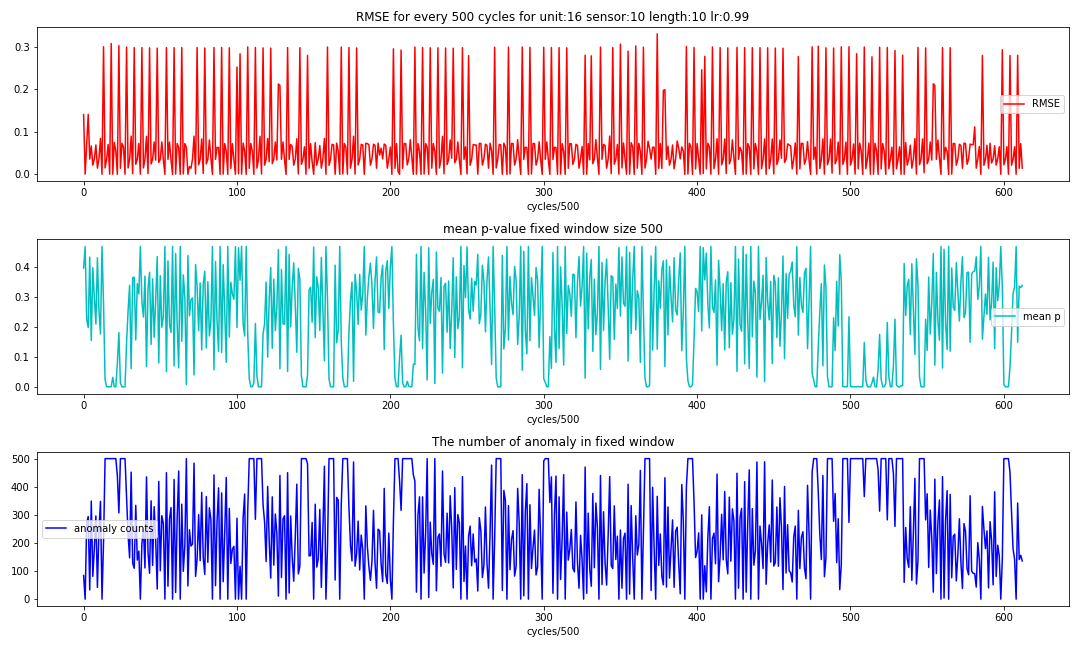 RMSE for every 500 cycles for unit:16 sensor:10 length:10 lr:0.99
0.3
0.2
0.1
0.0
RMSE
0 100 200 300 400 500 600
cycles/500
mean p-value fixed window size 500
0.4
0.3
0.2
0.1
0.0
mean p
0 100 200 300 400 500 600
cycles/500
The number of anomaly in fixed window
500
400
300
200
100
0
anomaly counts
0 100 200 300 400 500 600
cycles/500